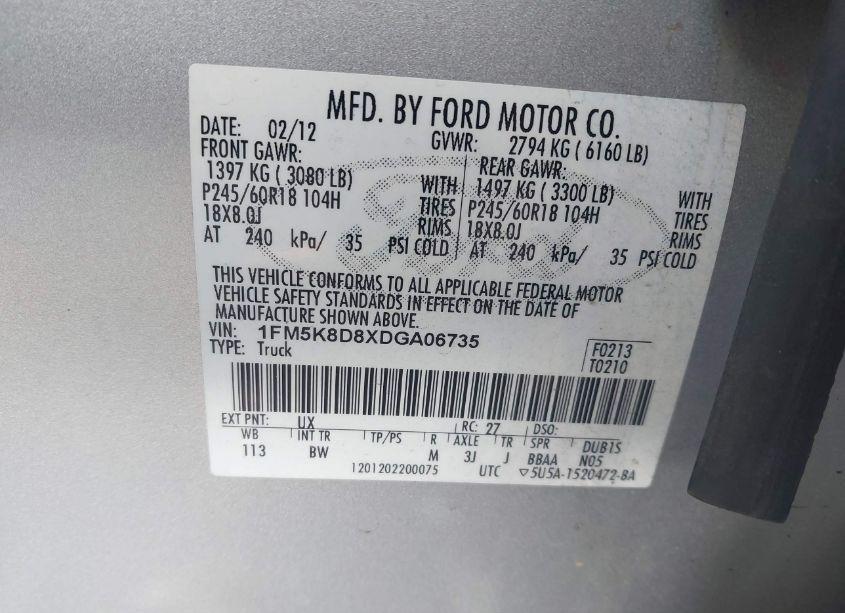 MFD. BY FORD MOTOR CO.
DATE: 02/12 GVWR: 2794 KG ( 6160 LB)
FRONT GAWR: REAR GAWR:
1397 KG ( 3080 LB) WITH 1497 KG ( 3300 LB) WITH
P245/60R18 104H TIRES P245/60R18 104H TIRES
18X8.0J RIMS 18X8.0J RIMS
AT 240 kPa/ 35 PSI COLD AT 240 kPa/ 35 PSI COLD
THIS VEHICLE CONFORMS TO ALL APPLICABLE FEDERAL MOTOR
VEHICLE SAFETY STANDARDS IN EFFECT ON THE DATE OF
MANUFACTURE SHOWN ABOVE.
VIN: 1FM5K8D8XDGA06735 F0213
TYPE: Truck T0210
EXT PNT: UX RC: 27 DSO:
WB INT TR TP/PS R AXLE TR SPR DUB1S
113 BW M 3J J BBAA N05
1201202200075 UTC ▽5U5A-1520472-BA